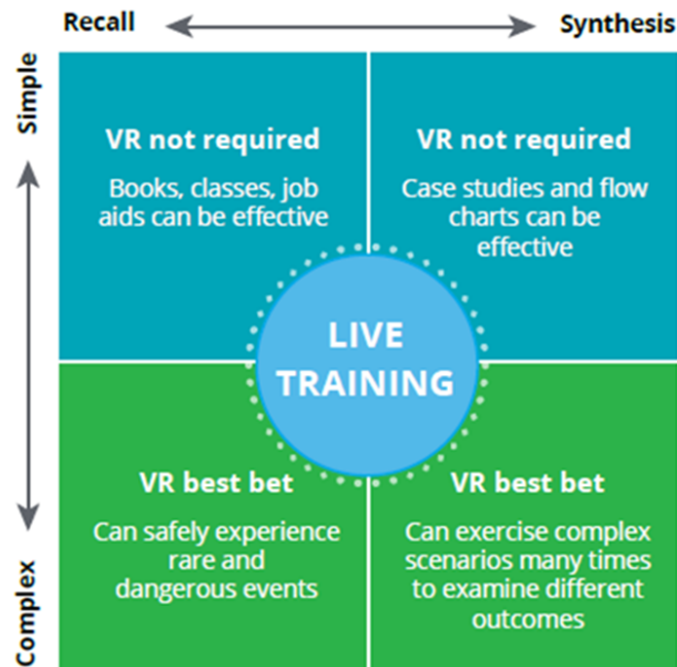 Recall
Synthesis
Simple
VR not required
Books, classes, job
aids can be effective
VR not required
Case studies and flow
charts can be
effective
LIVE
TRAINING
Complex
VR best bet
Can safely experience
rare and
dangerous events
VR best bet
Can exercise complex
scenarios many times
to examine different
outcomes